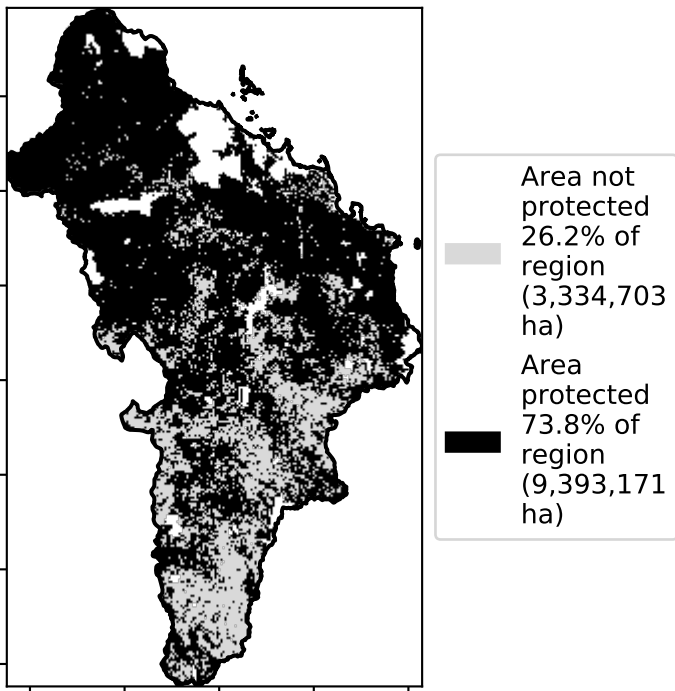 Area not
protected
26.2% of
region
(3,334,703
ha)
Area
protected
73.8% of
region
(9,393,171
ha)